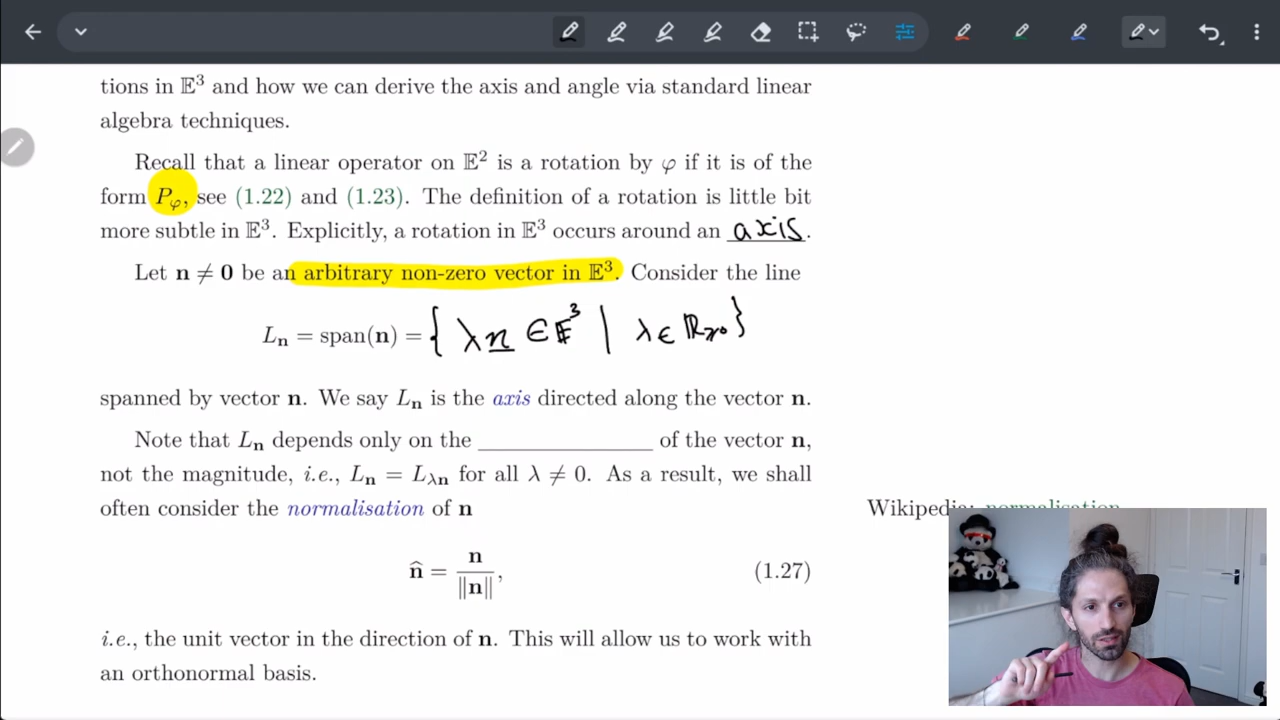 tions in 𝔼³ and how we can derive the axis and angle via standard linear
algebra techniques.
Recall that a linear operator on 𝔼² is a rotation by φ if it is of the
form P_φ, see (1.22) and (1.23). The definition of a rotation is little bit
more subtle in 𝔼³. Explicitly, a rotation in 𝔼³ occurs around an axis.
Let n ≠ 0 be an arbitrary non-zero vector in 𝔼³. Consider the line
L_n = span(n) = { λn ∈ 𝔼³ | λ ∈ ℝ }
spanned by vector n. We say L_n is the axis directed along the vector n.
Note that L_n depends only on the ________ of the vector n,
not the magnitude, i.e., L_n = L_λn for all λ ≠ 0. As a result, we shall
often consider the normalisation of n
Wikipedia: normalisation
n̂ = n / ‖n‖, (1.27)
i.e., the unit vector in the direction of n. This will allow us to work with
an orthonormal basis.